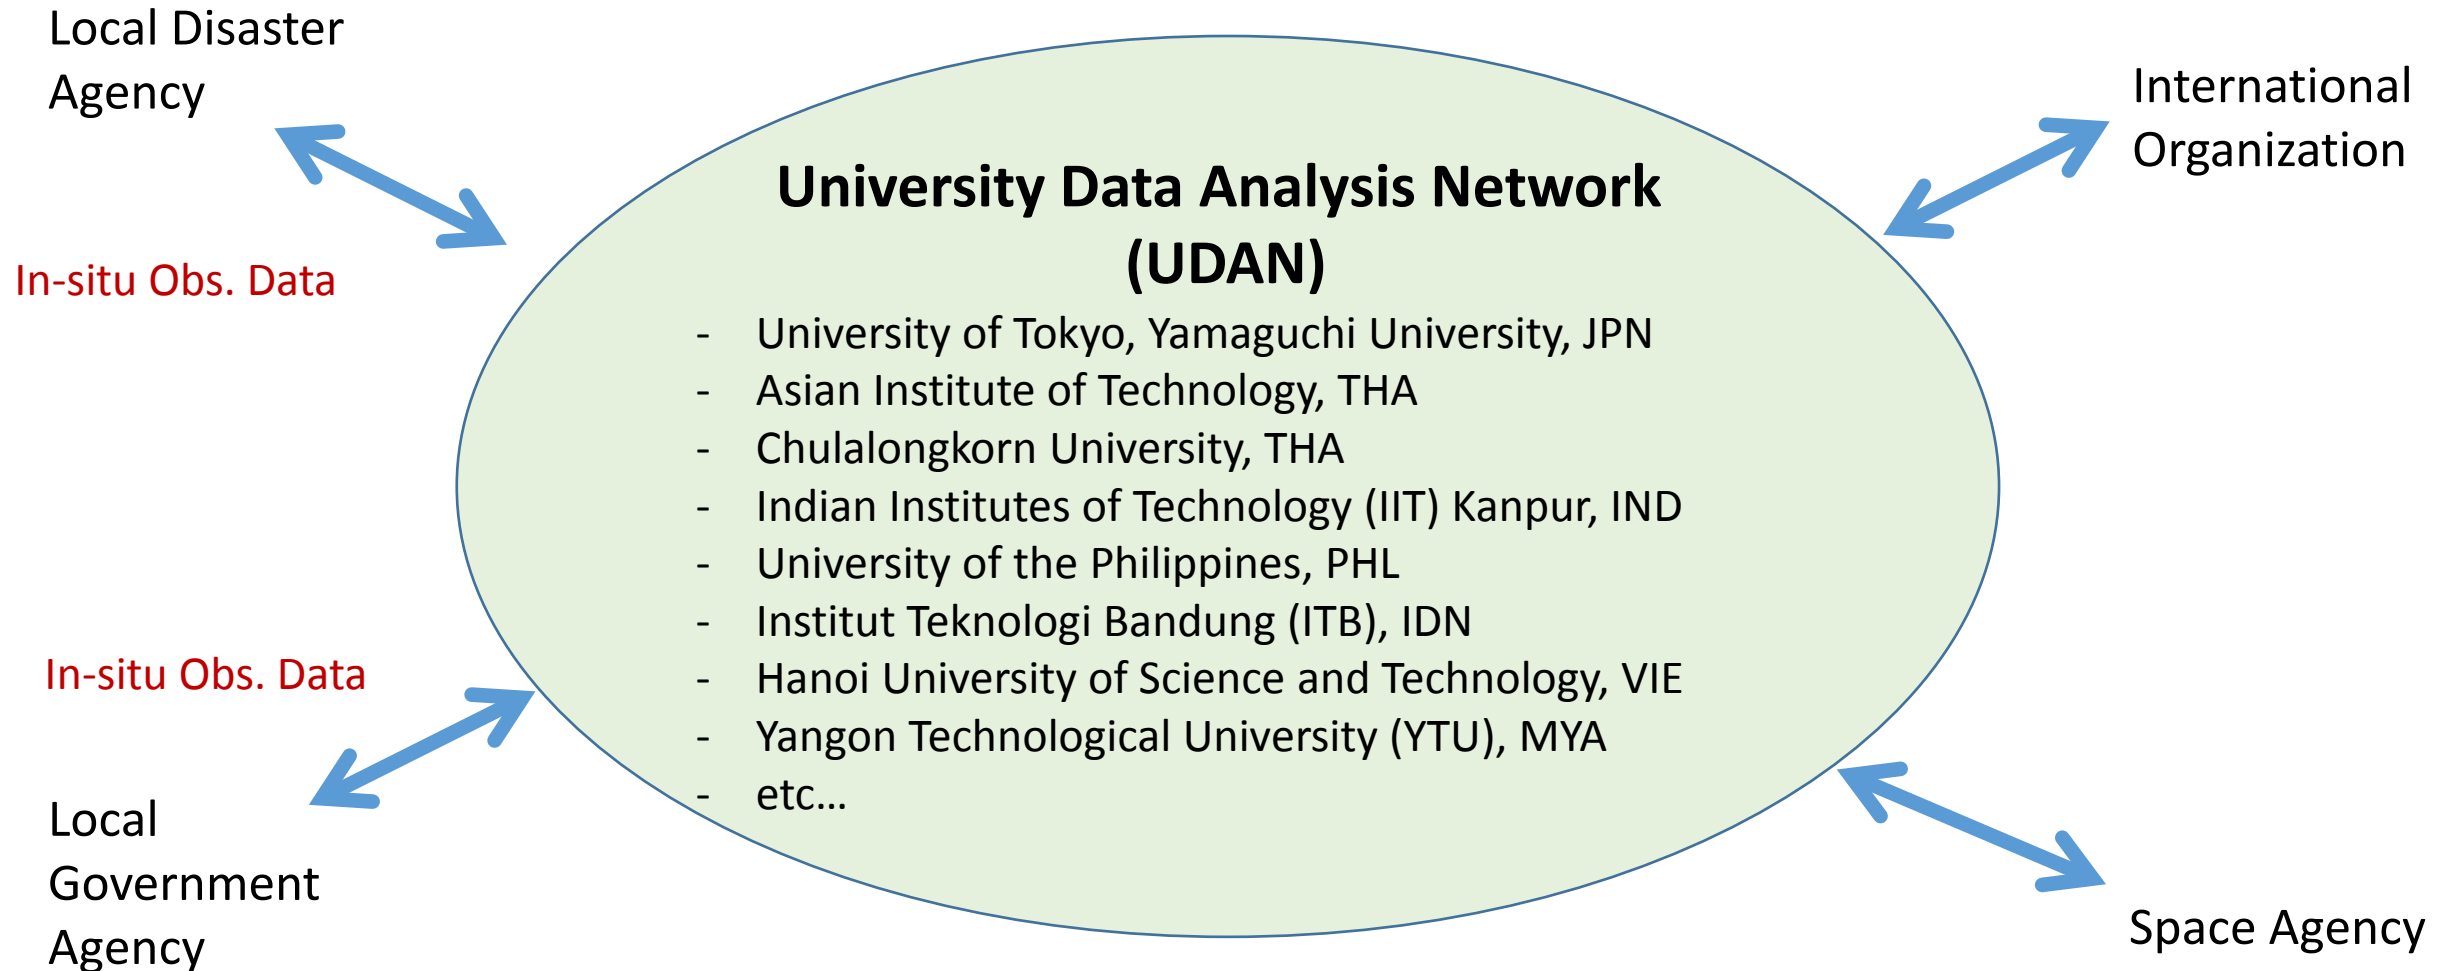 Local Disaster
Agency
International
Organization
In-situ Obs. Data
University Data Analysis Network
(UDAN)
- University of Tokyo, Yamaguchi University, JPN
- Asian Institute of Technology, THA
- Chulalongkorn University, THA
- Indian Institutes of Technology (IIT) Kanpur, IND
- University of the Philippines, PHL
- Institut Teknologi Bandung (ITB), IDN
- Hanoi University of Science and Technology, VIE
- Yangon Technological University (YTU), MYA
- etc...
In-situ Obs. Data
Local
Government
Agency
Space Agency